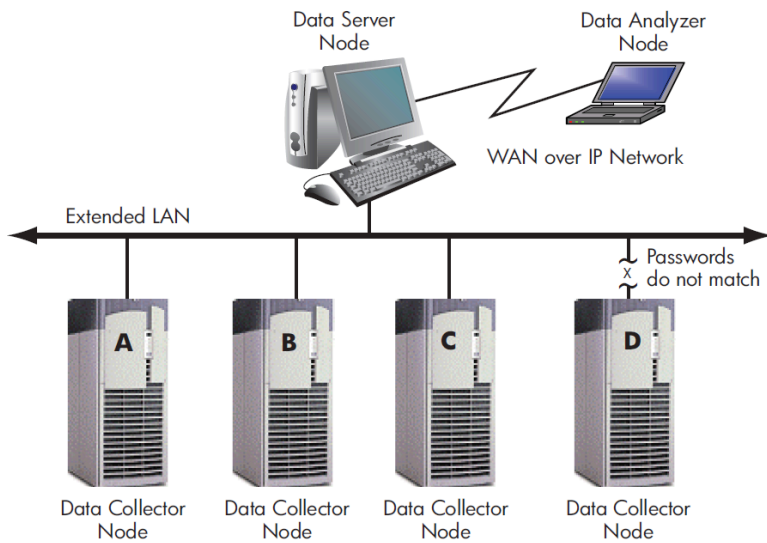 Data Server
Node
Data Analyzer
Node
WAN over IP Network
Extended LAN
Passwords
do not match
X
A
B
C
D
Data Collector
Node
Data Collector
Node
Data Collector
Node
Data Collector
Node